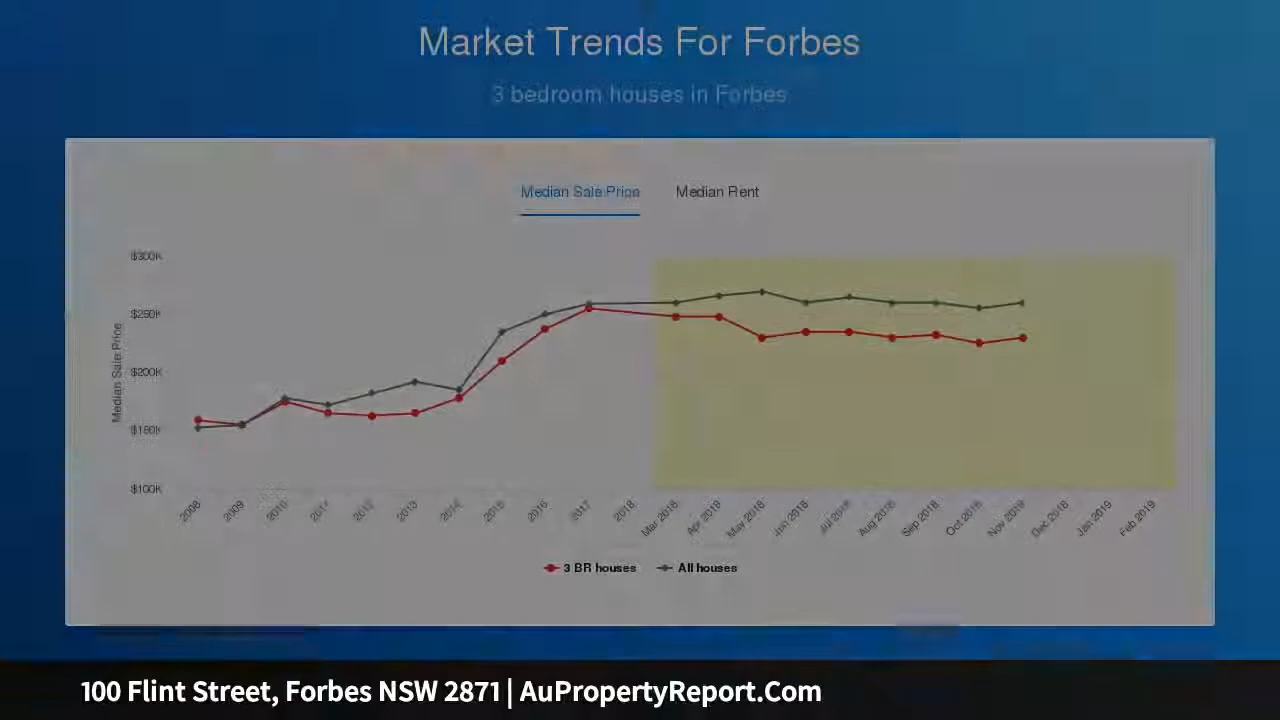 Market Trends For Forbes
3 bedroom houses in Forbes
Median Sale Price
Median Rent
$300K
$250K
$200K
$150K
$100K
Median Sale Price
2008
2009
2010
2011
2012
2013
2014
2015
2016
2017
2018
Mar 2018
Apr 2018
May 2018
Jun 2018
Jul 2018
Aug 2018
Sep 2018
Oct 2018
Nov 2018
Dec 2018
Jan 2019
Feb 2019
3 BR houses
All houses
100 Flint Street, Forbes NSW 2871 | AuPropertyReport.Com